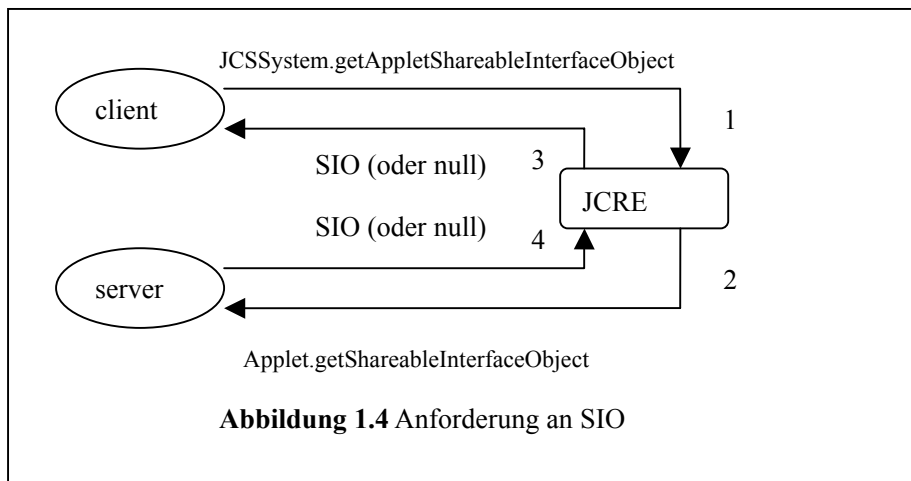 JCSSystem.getAppletShareableInterfaceObject
client
1
SIO (oder null)
3
JCRE
SIO (oder null)
4
server
2
Applet.getShareableInterfaceObject
Abbildung 1.4 Anforderung an SIO